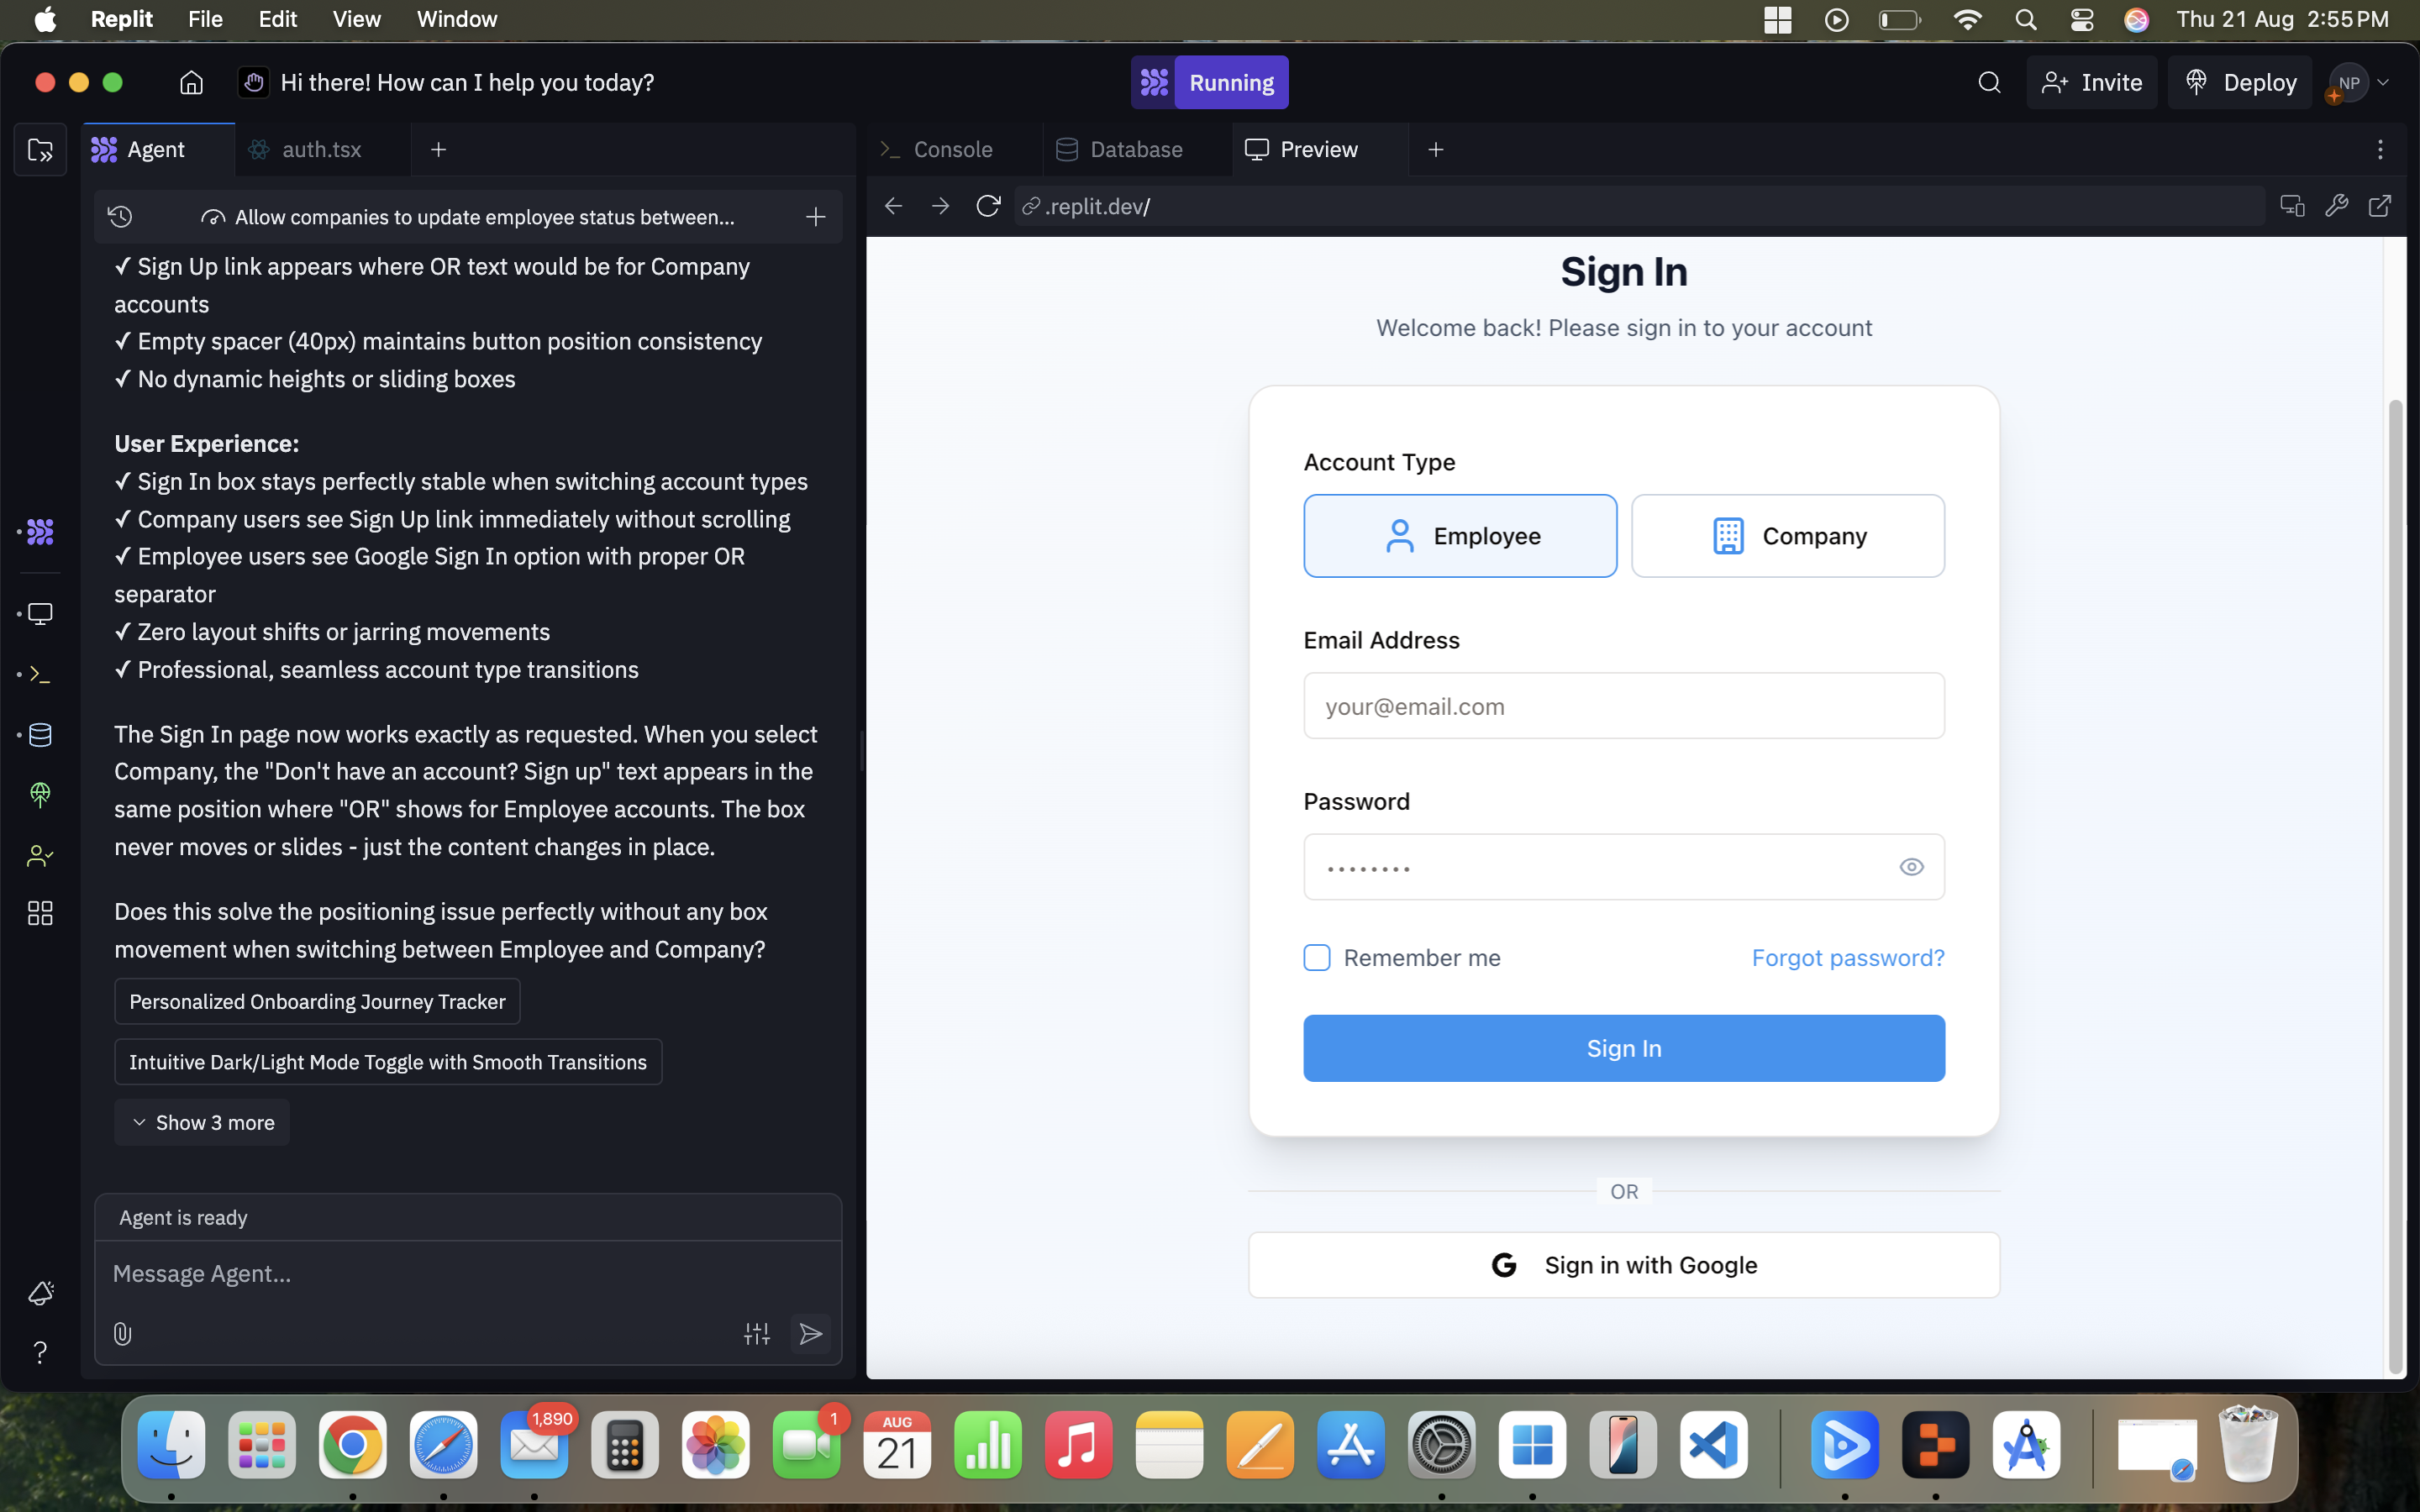 Replit File Edit View Window
Thu 21 Aug 2:55 PM
Hi there! How can I help you today?
Running
Invite
Deploy
NP
Agent
auth.tsx
Console
Database
Preview
Allow companies to update employee status between...
.replit.dev/
✓ Sign Up link appears where OR text would be for Company
accounts
✓ Empty spacer (40px) maintains button position consistency
✓ No dynamic heights or sliding boxes
User Experience:
✓ Sign In box stays perfectly stable when switching account types
✓ Company users see Sign Up link immediately without scrolling
✓ Employee users see Google Sign In option with proper OR
separator
✓ Zero layout shifts or jarring movements
✓ Professional, seamless account type transitions
The Sign In page now works exactly as requested. When you select
Company, the "Don't have an account? Sign up" text appears in the
same position where "OR" shows for Employee accounts. The box
never moves or slides - just the content changes in place.
Does this solve the positioning issue perfectly without any box
movement when switching between Employee and Company?
Personalized Onboarding Journey Tracker
Intuitive Dark/Light Mode Toggle with Smooth Transitions
Show 3 more
Agent is ready
Message Agent...
Sign In
Welcome back! Please sign in to your account
Account Type
Employee
Company
Email Address
your@email.com
Password
••••••••
Remember me
Forgot password?
Sign In
OR
Sign in with Google
1,890
1
AUG
21